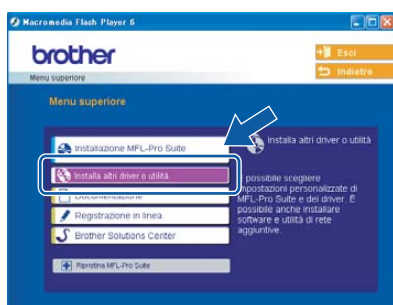 Macromedia Flash Player 6
brother
Esci
Indietro
Menu superiore
Menu superiore
Installazione MFL-Pro Suite
Installa altri driver o utilità
Documentazione
Registrazione in linea
Brother Solutions Center
Ripristina MFL-Pro Suite
Installa altri driver o utilità
possibile scegliere
impostazioni personalizzate di
MFL-Pro Suite e dei driver. È
possibile anche installare
software e utilità di rete
aggiuntive.